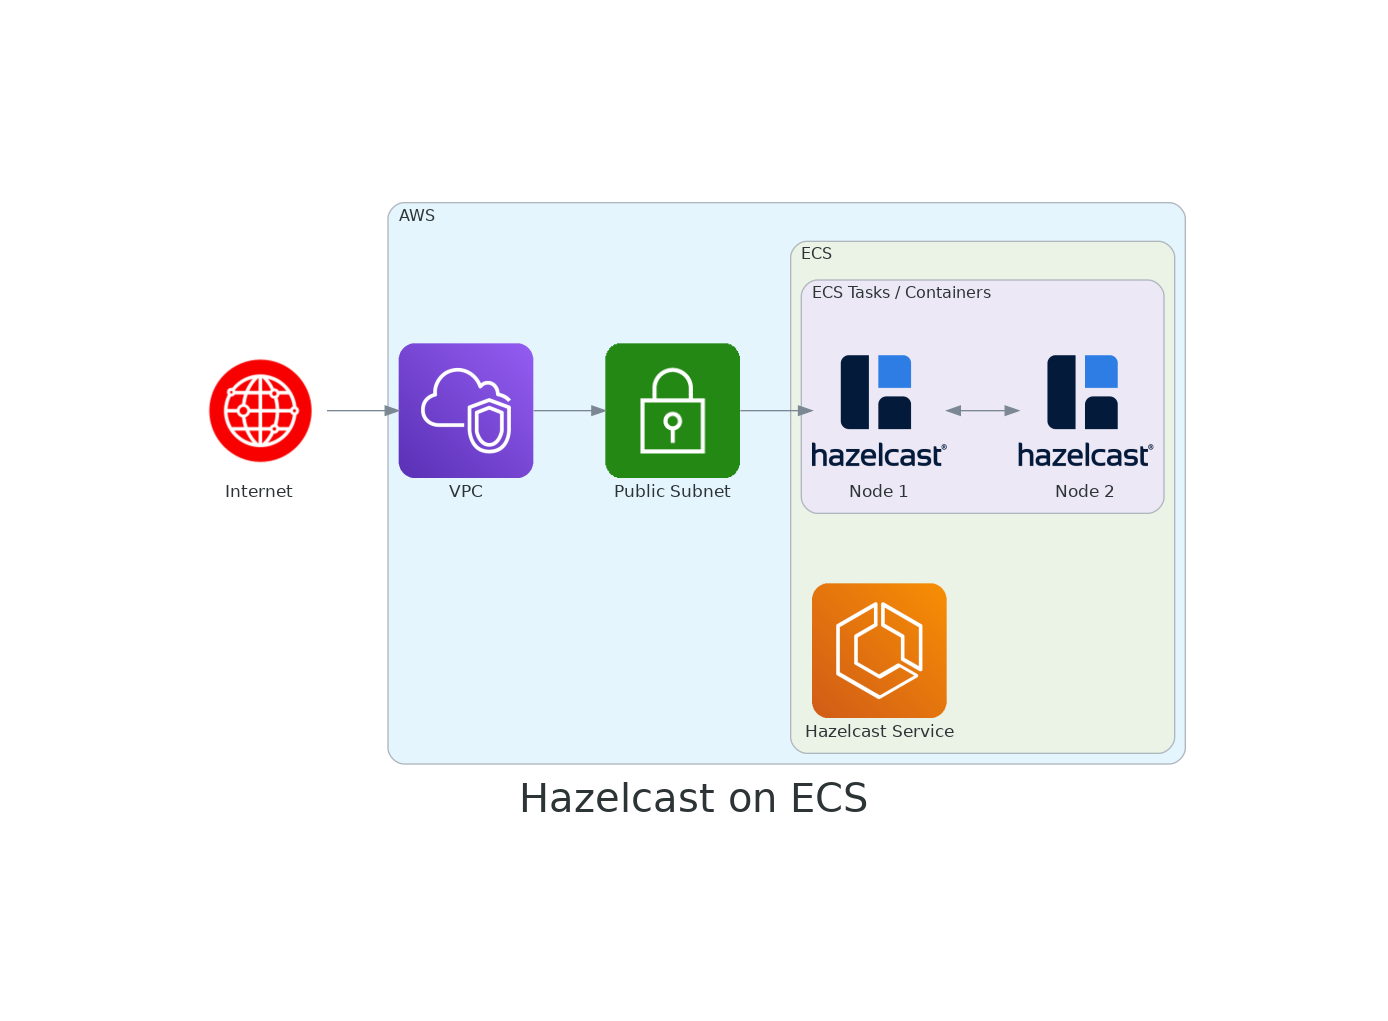 AWS
ECS
ECS Tasks / Containers
hazelcast®
hazelcast®
Internet
VPC
Public Subnet
Node 1
Node 2
Hazelcast Service
Hazelcast on ECS